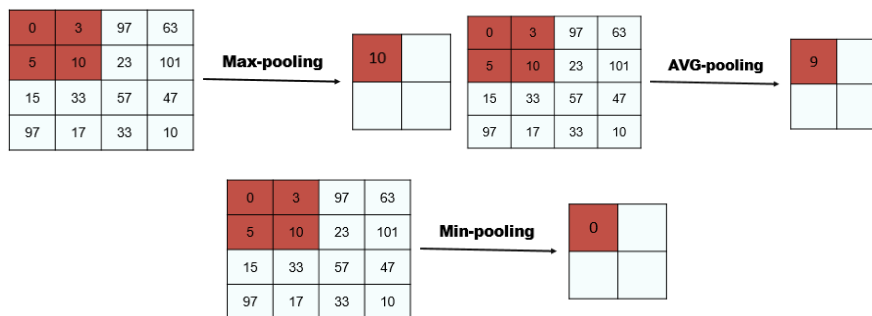 0 3 97 63
5 10 23 101
15 33 57 47
97 17 33 10
Max-pooling
10
0 3 97 63
5 10 23 101
15 33 57 47
97 17 33 10
AVG-pooling
9
0 3 97 63
5 10 23 101
15 33 57 47
97 17 33 10
Min-pooling
0